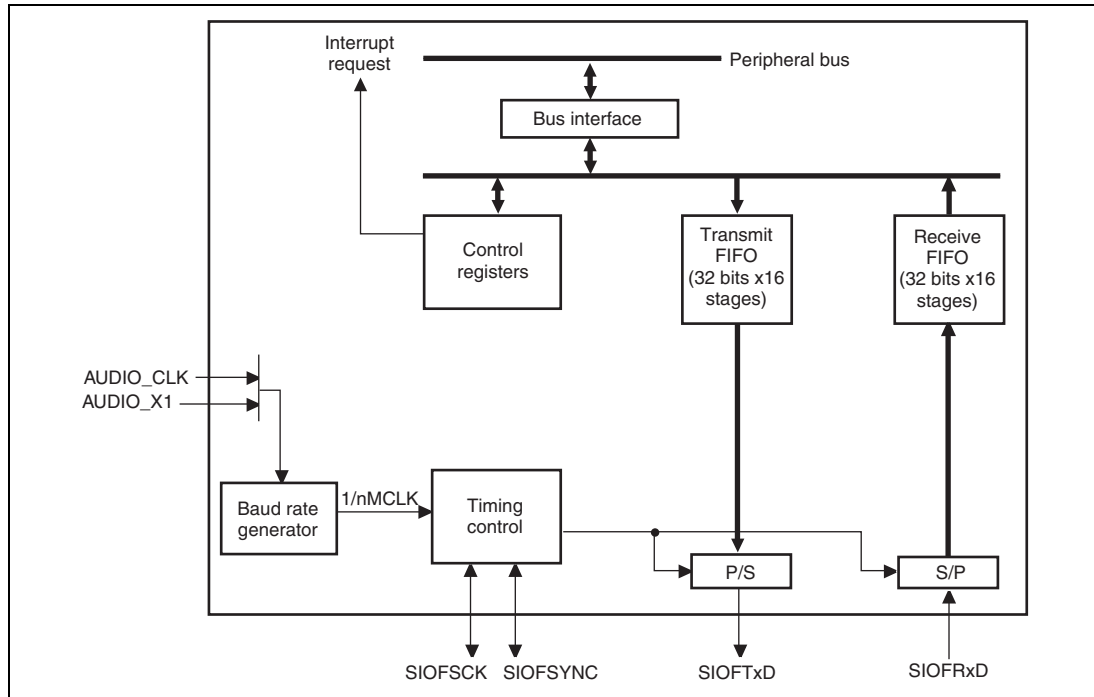 Interrupt
request
Peripheral bus
Bus interface
Control
registers
Transmit
FIFO
(32 bits x16
stages)
Receive
FIFO
(32 bits x16
stages)
AUDIO_CLK
AUDIO_X1
Baud rate
generator
1/nMCLK
Timing
control
P/S
S/P
SIOFSCK
SIOFSYNC
SIOFTxD
SIOFRxD